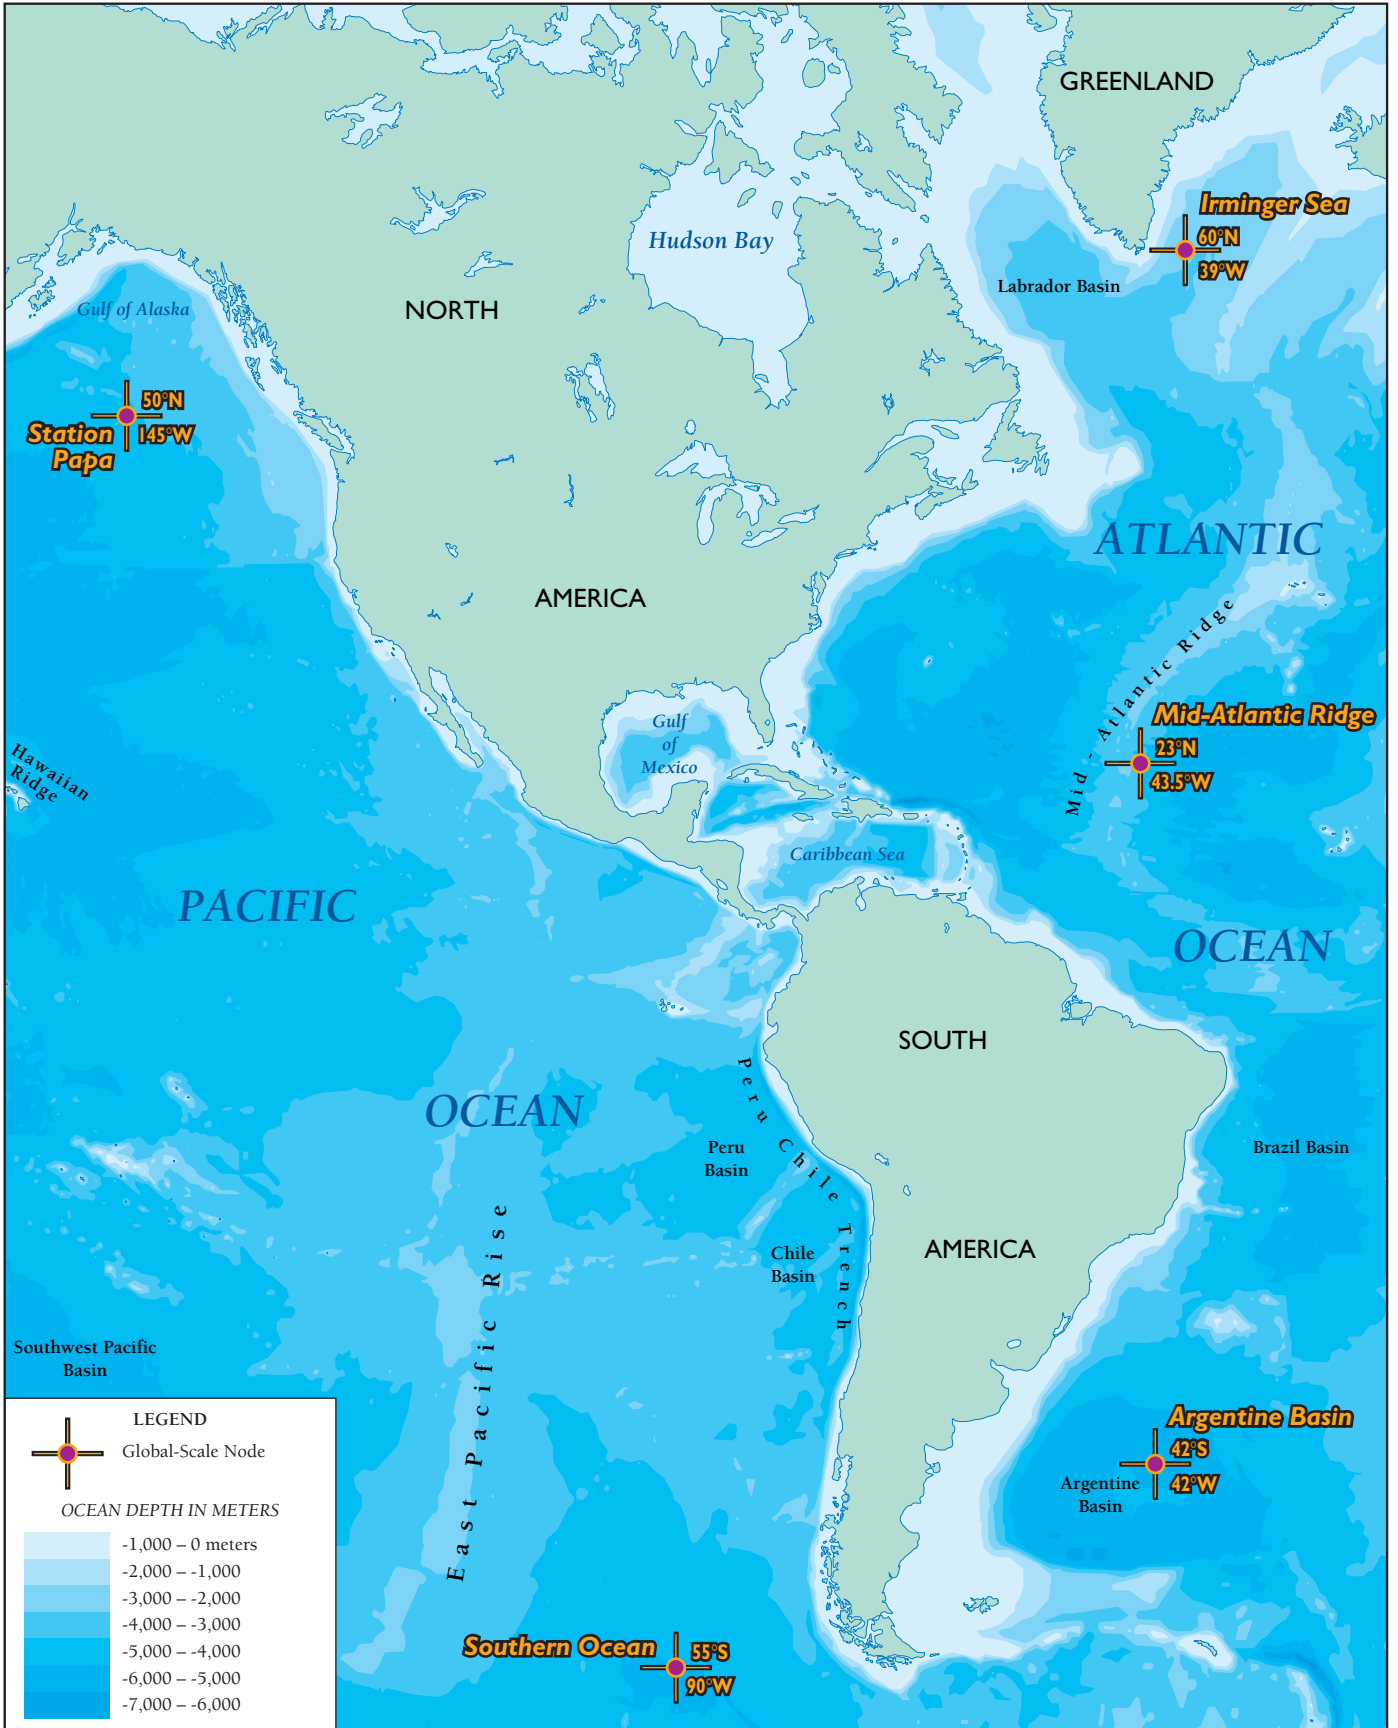 GREENLAND
Irminger Sea
60°N
39°W
Hudson Bay
Labrador Basin
Gulf of Alaska
NORTH
50°N
145°W
Station
Papa
ATLANTIC
AMERICA
Mid - Atlantic Ridge
Mid-Atlantic Ridge
23°N
43.5°W
Gulf
of
Mexico
Hawaiian
Ridge
Caribbean Sea
PACIFIC
OCEAN
SOUTH
Peru Chile Trench
OCEAN
Peru
Basin
Brazil Basin
East Pacific Rise
Chile
Basin
AMERICA
Southwest Pacific
Basin
Argentine Basin
42°S
42°W
Argentine
Basin
Southern Ocean
55°S
90°W
LEGEND
Global-Scale Node
OCEAN DEPTH IN METERS
-1,000 – 0 meters
-2,000 – -1,000
-3,000 – -2,000
-4,000 – -3,000
-5,000 – -4,000
-6,000 – -5,000
-7,000 – -6,000